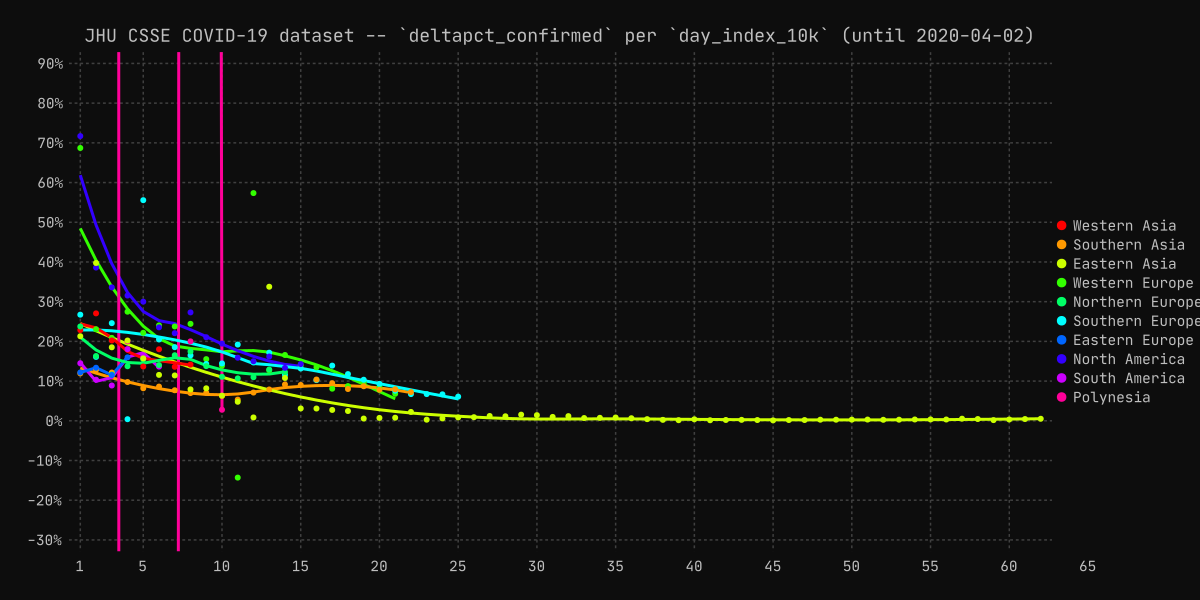 JHU CSSE COVID-19 dataset -- `deltapct_confirmed` per `day_index_10k` (until 2020-04-02)
90%
80%
70%
60%
50%
40%
30%
20%
10%
0%
-10%
-20%
-30%
1 5 10 15 20 25 30 35 40 45 50 55 60 65
Western Asia
Southern Asia
Eastern Asia
Western Europe
Northern Europe
Southern Europe
Eastern Europe
North America
South America
Polynesia